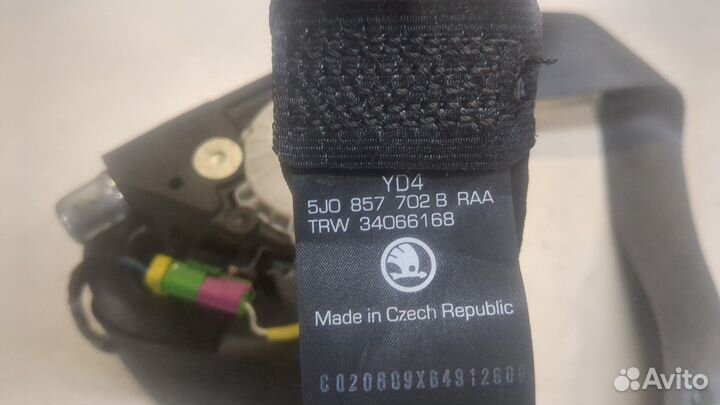 YD4
5J0 857 702 B RAA
TRW 34066168
Made in Czech Republic
C020609X64912609
Avito